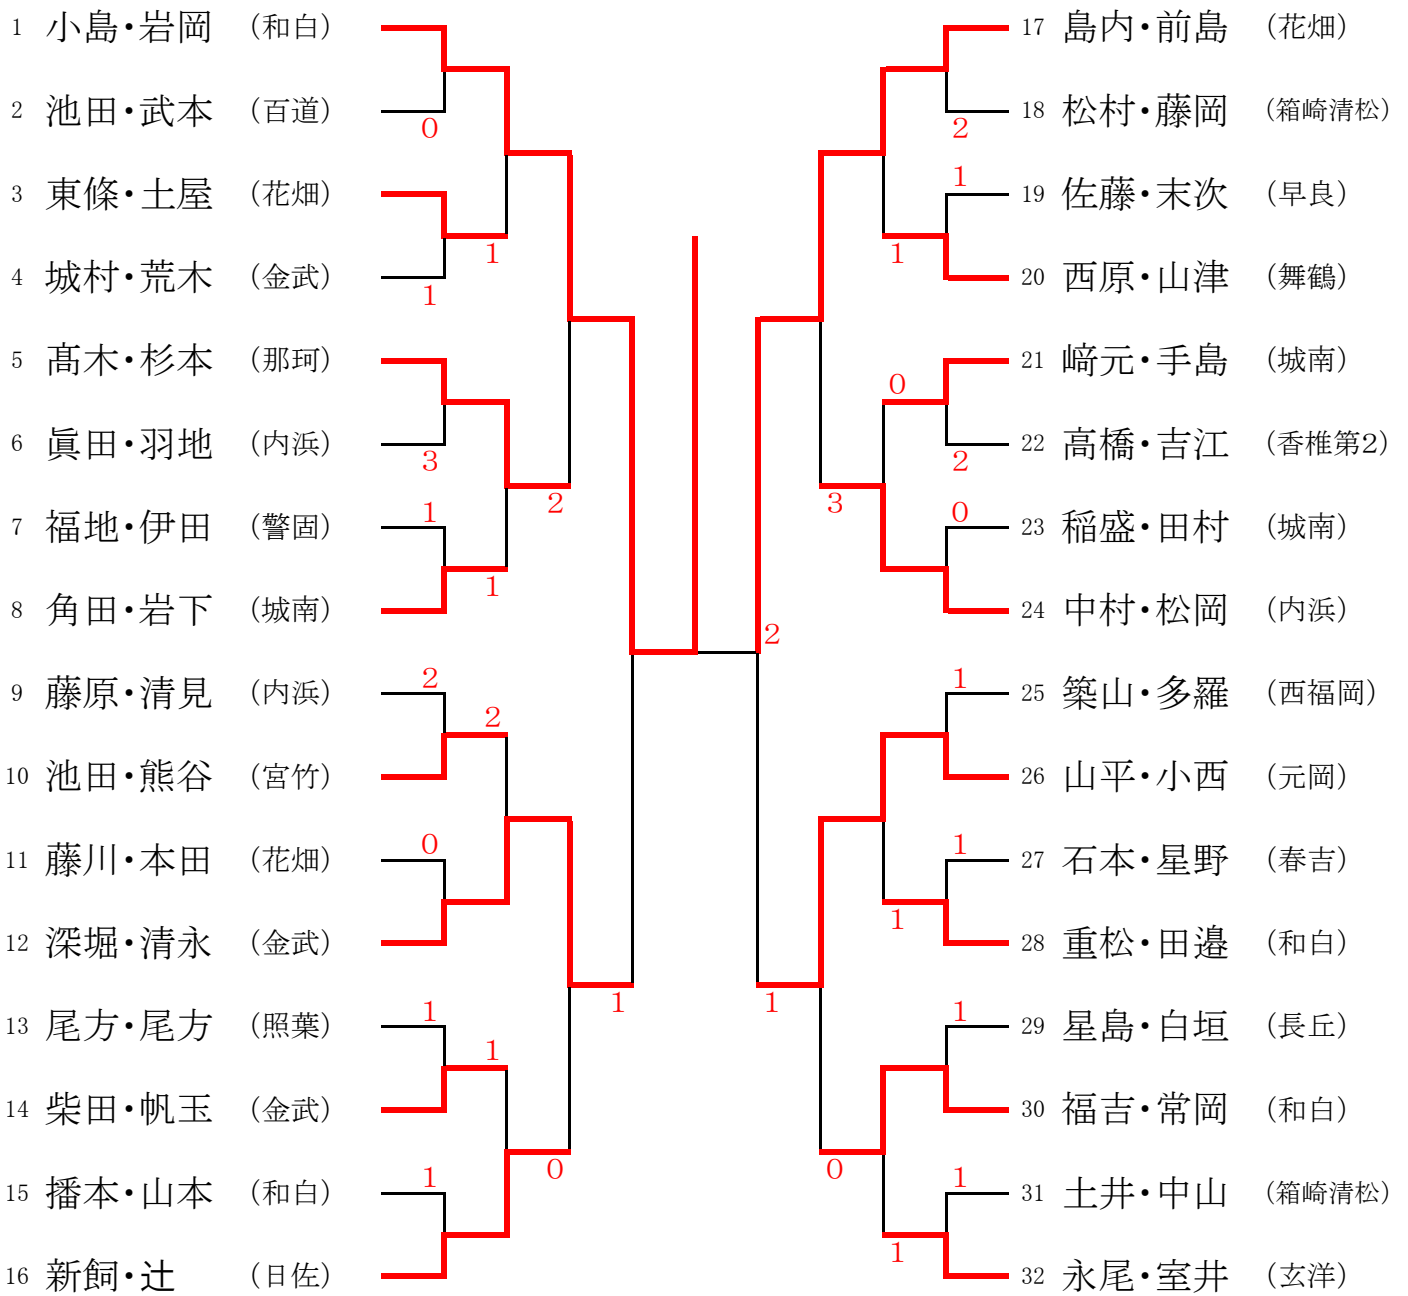 1 小島・岩岡 (和白)
2 池田・武本 (百道)
0
3 東條・土屋 (花畑)
1
4 城村・荒木 (金武)
1
5 髙木・杉本 (那珂)
6 眞田・羽地 (内浜)
3
2
7 福地・伊田 (警固)
1
1
8 角田・岩下 (城南)
9 藤原・清見 (内浜)
2
2
10 池田・熊谷 (宮竹)
11 藤川・本田 (花畑)
0
12 深堀・清永 (金武)
1
13 尾方・尾方 (照葉)
1
1
14 柴田・帆玉 (金武)
0
15 播本・山本 (和白)
1
16 新飼・辻 (日佐)
17 島内・前島 (花畑)
18 松村・藤岡 (箱崎清松)
2
1
19 佐藤・末次 (早良)
1
20 西原・山津 (舞鶴)
21 﨑元・手島 (城南)
0
22 高橋・吉江 (香椎第2)
2
3
0
23 稲盛・田村 (城南)
24 中村・松岡 (内浜)
2
1
25 築山・多羅 (西福岡)
26 山平・小西 (元岡)
1
27 石本・星野 (春吉)
1
28 重松・田邉 (和白)
1
1
29 星島・白垣 (長丘)
30 福吉・常岡 (和白)
0
1
31 土井・中山 (箱崎清松)
1
32 永尾・室井 (玄洋)